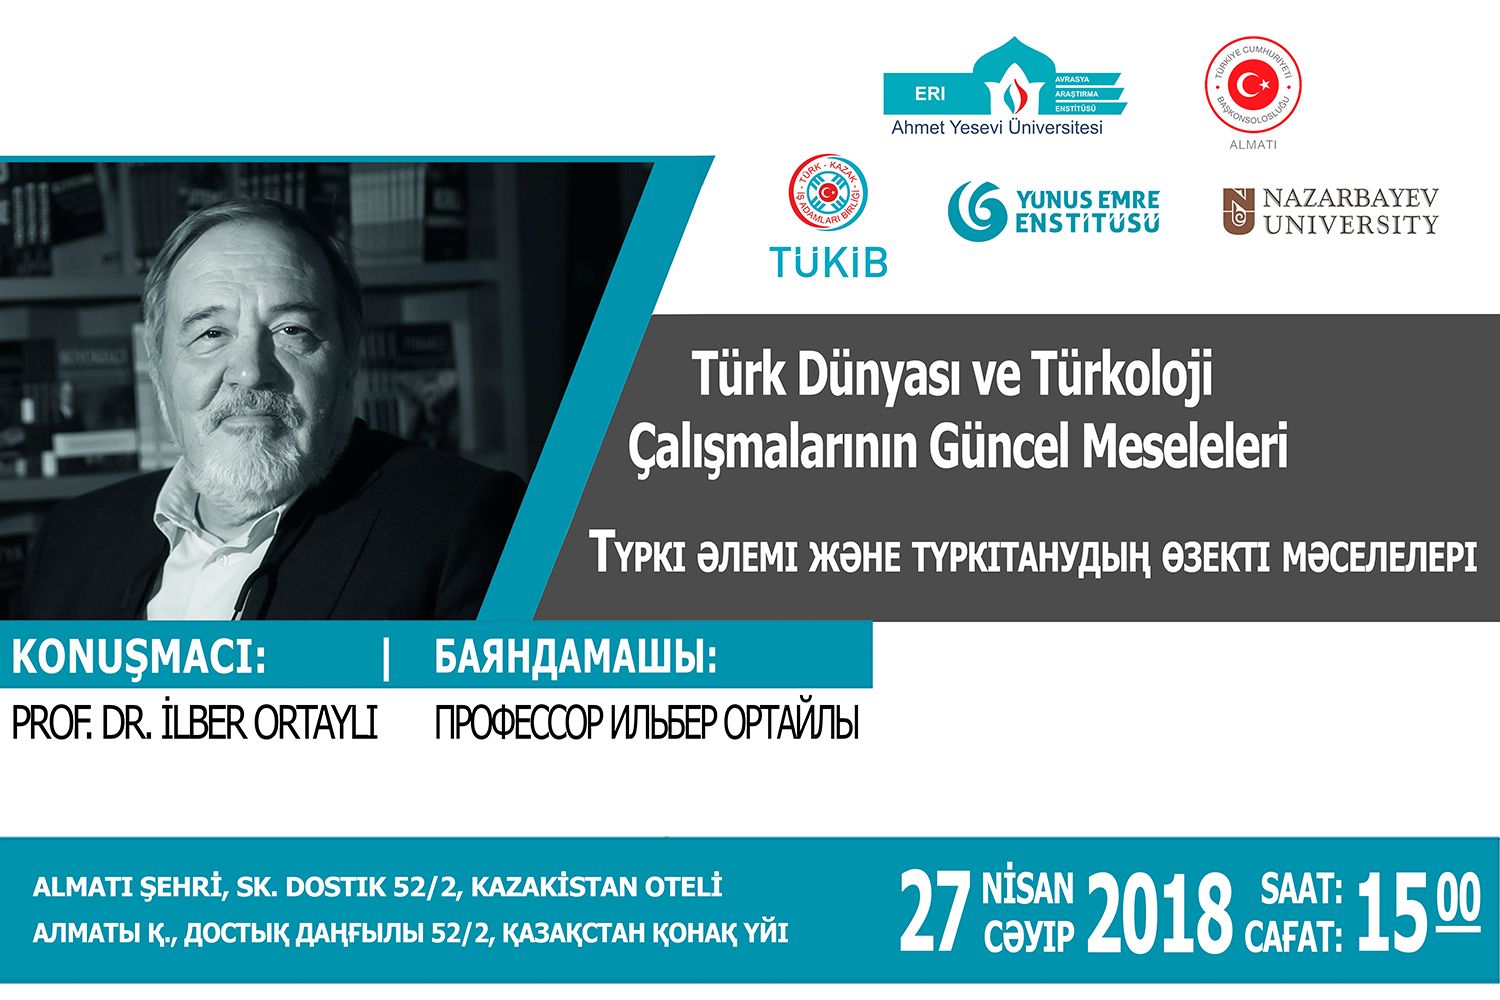 ERI
AVRASYA
ARAŞTIRMA
ENSTİTÜSÜ
Ahmet Yesevi Üniversitesi
TÜRKİYE CUMHURİYETİ
BAŞKONSOLOSLUĞU
ALMATI
TÜRK - KAZAK -
İŞ ADAMLARI BİRLİĞİ
TÜKİB
YUNUS EMRE
ENSTİTÜSÜ
NAZARBAYEV
UNIVERSITY
Türk Dünyası ve Türkoloji
Çalışmalarının Güncel Meseleleri
ТҮРКІ ӘЛЕМІ ЖӘНЕ ТҮРКІТАНУДЫҢ ӨЗЕКТІ МӘСЕЛЕЛЕРІ
KONUŞMACI: | БАЯНДАМАШЫ:
PROF. DR. İLBER ORTAYLI ПРОФЕССОР ИЛЬБЕР ОРТАЙЛЫ
ALMATI ŞEHRİ, SK. DOSTIK 52/2, KAZAKİSTAN OTELİ
АЛМАТЫ Қ., ДОСТЫҚ ДАҢҒЫЛЫ 52/2, ҚАЗАҚСТАН ҚОНАҚ ҮЙІ
27 NİSAN 2018 SAAT: 15 00
СӘУІР САҒАТ: